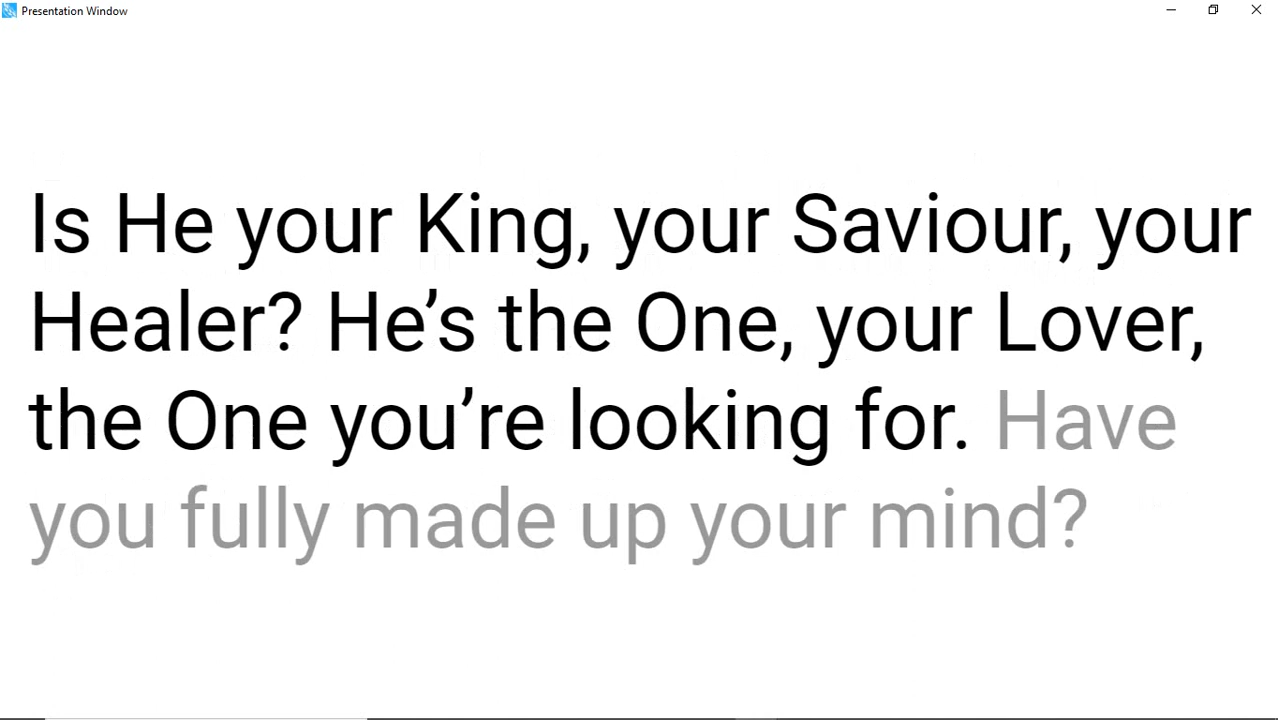 Presentation Window
Is He your King, your Saviour, your
Healer? He’s the One, your Lover,
the One you’re looking for. Have
you fully made up your mind?